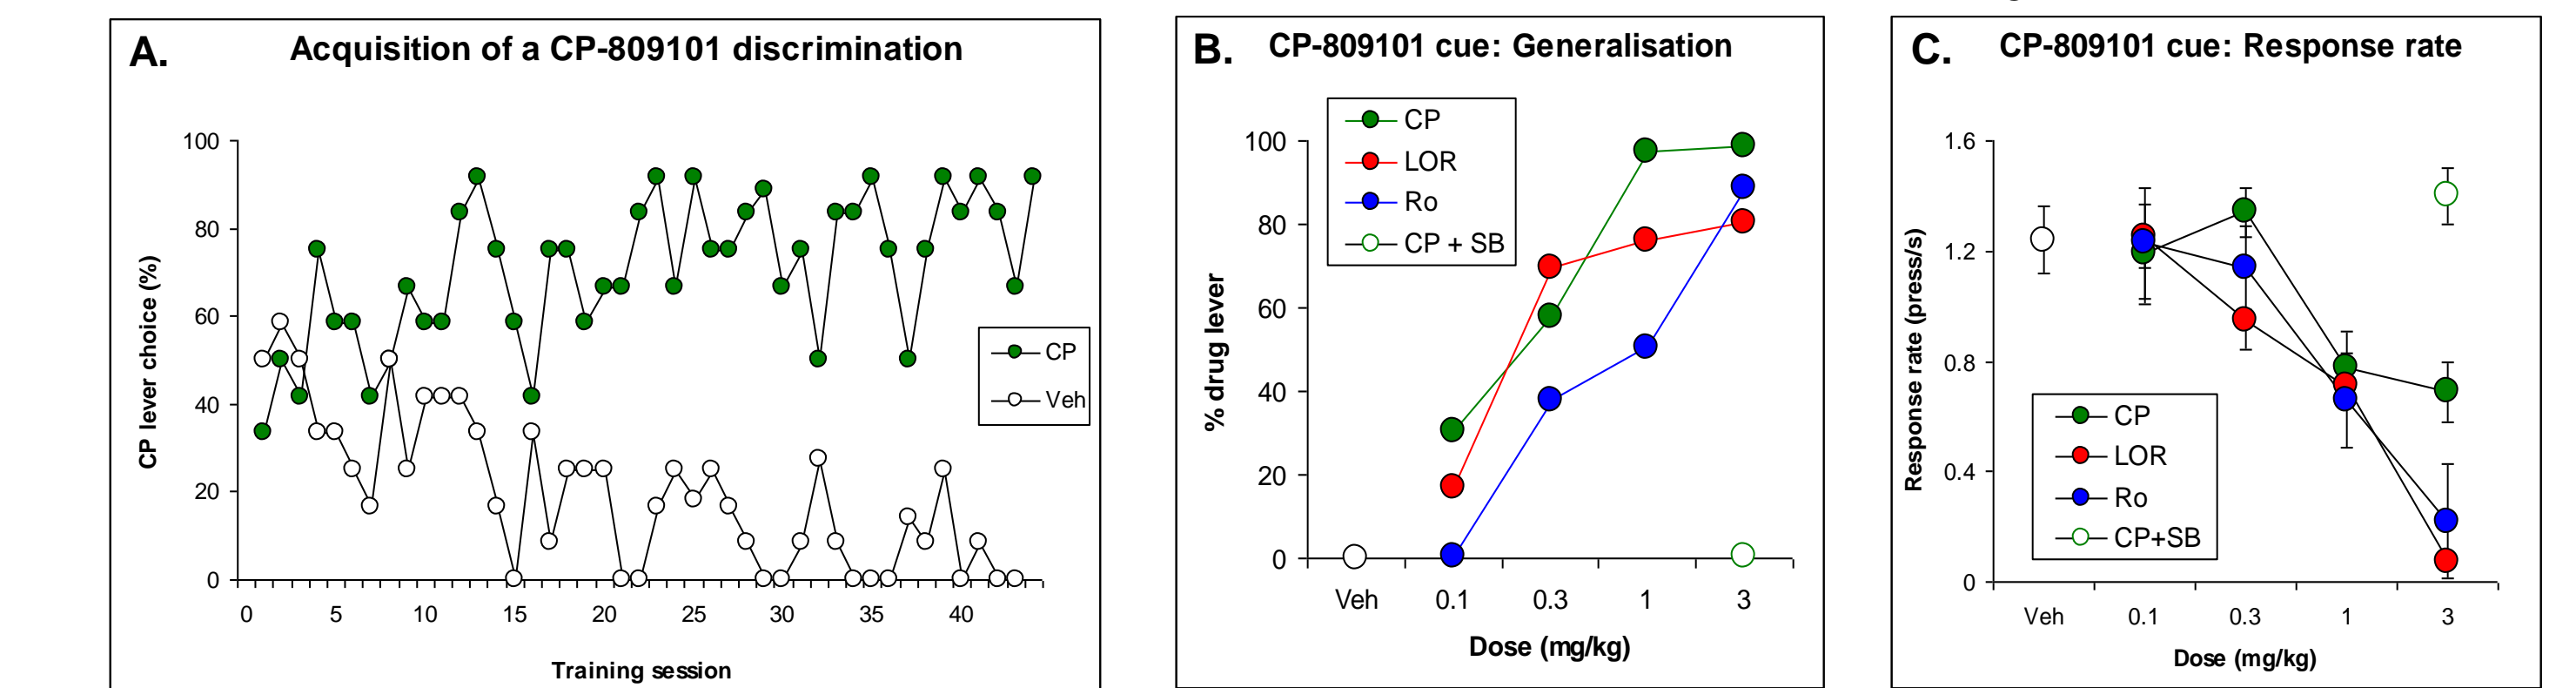 A. Acquisition of a CP-809101 discrimination
CP lever choice (%)
100
80
60
40
20
0
0 5 10 15 20 25 30 35 40
Training session
CP
Veh
B. CP-809101 cue: Generalisation
CP
LOR
Ro
CP + SB
% drug lever
100
80
60
40
20
0
Veh 0.1 0.3 1 3
Dose (mg/kg)
C. CP-809101 cue: Response rate
Response rate (press/s)
1.6
1.2
0.8
0.4
0
CP
LOR
Ro
CP+SB
Veh 0.1 0.3 1 3
Dose (mg/kg)